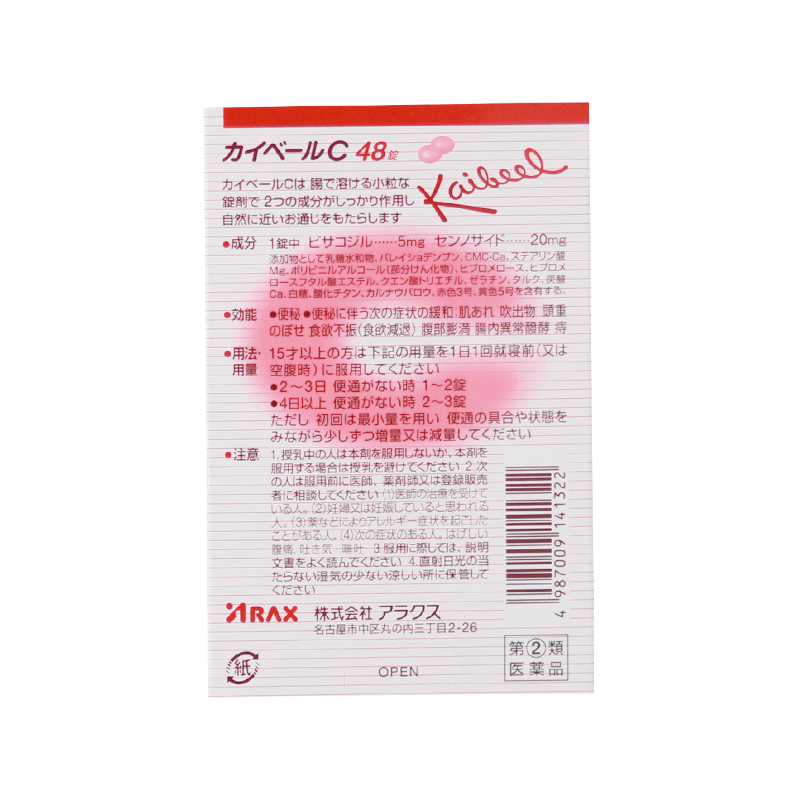 カイベールC 48錠
Kaibeel
カイベールCは 腸で溶ける小粒な
錠剤で 2つの成分がしっかり作用し
自然に近いお通じをもたらします
●成分 1錠中 ビサコジル……5mg センノサイド……20mg
添加物として乳糖水和物、バレイショデンプン、CMC-Ca、ステアリン酸
Mg、ポリビニルアルコール(部分けん化物)、ヒプロメロース、ヒプロメ
ロースフタル酸エステル、クエン酸トリエチル、ゼラチン、タルク、炭酸
Ca、白糖、酸化チタン、カルナウバロウ、赤色3号、黄色5号を含有する。
●効能 ●便秘 ●便秘に伴う次の症状の緩和:肌あれ 吹出物 頭重
のぼせ 食欲不振(食欲減退) 腹部膨満 腸内異常醗酵 痔
●用法・用量 15才以上の方は下記の用量を1日1回就寝前(又は
空腹時)に服用してください
●2〜3日 便通がない時 1〜2錠
●4日以上 便通がない時 2〜3錠
ただし 初回は最小量を用い 便通の具合や状態を
みながら少しずつ増量又は減量してください
●注意 1.授乳中の人は本剤を服用しないか、本剤を
服用する場合は授乳を避けてください 2.次
の人は服用前に医師、薬剤師又は登録販売
者に相談してください (1)医師の治療を受けて
いる人。(2)妊婦又は妊娠していると思われる
人。(3)薬などによりアレルギー症状を起こした
ことがある人。(4)次の症状のある人。はげしい
腹痛、吐き気・嘔吐 3.服用に際しては、説明
文書をよく読んでください 4.直射日光の当
たらない湿気の少ない涼しい所に保管して
ください
4 987009 141322
ARAX 株式会社 アラクス
名古屋市中区丸の内三丁目2-26
第②類
医薬品
紙
OPEN